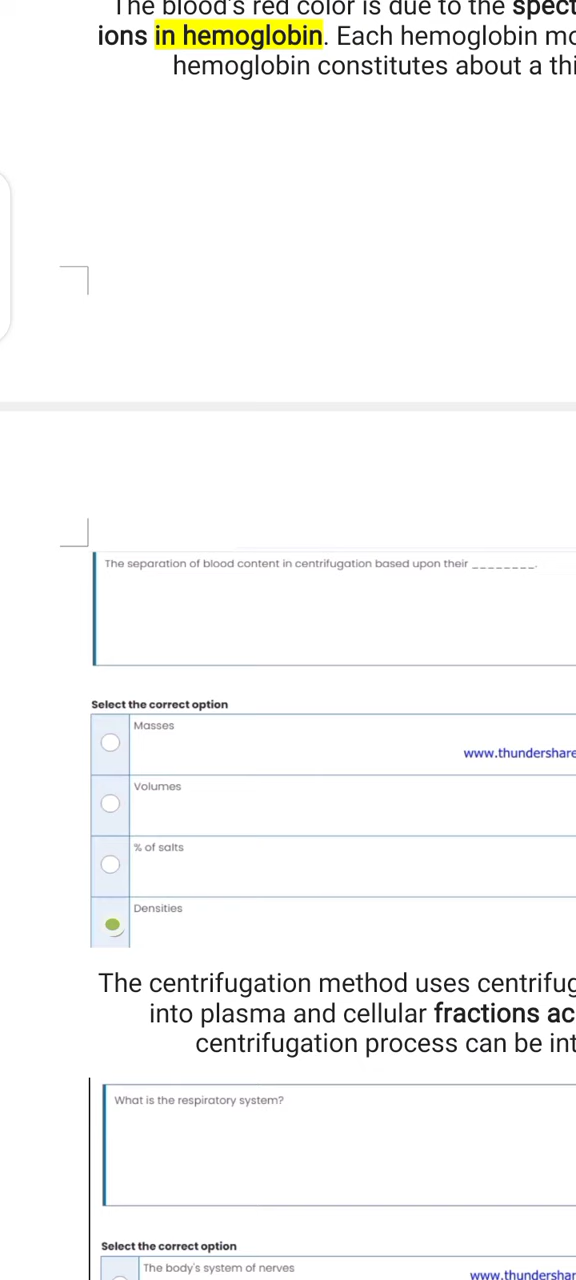 The blood's red color is due to the spect
ions in hemoglobin. Each hemoglobin mo
hemoglobin constitutes about a thi
The separation of blood content in centrifugation based upon their ________.
Select the correct option
Masses
www.thundershare
Volumes
% of salts
Densities
The centrifugation method uses centrifug
into plasma and cellular fractions ac
centrifugation process can be int
What is the respiratory system?
Select the correct option
The body's system of nerves
www.thundershar